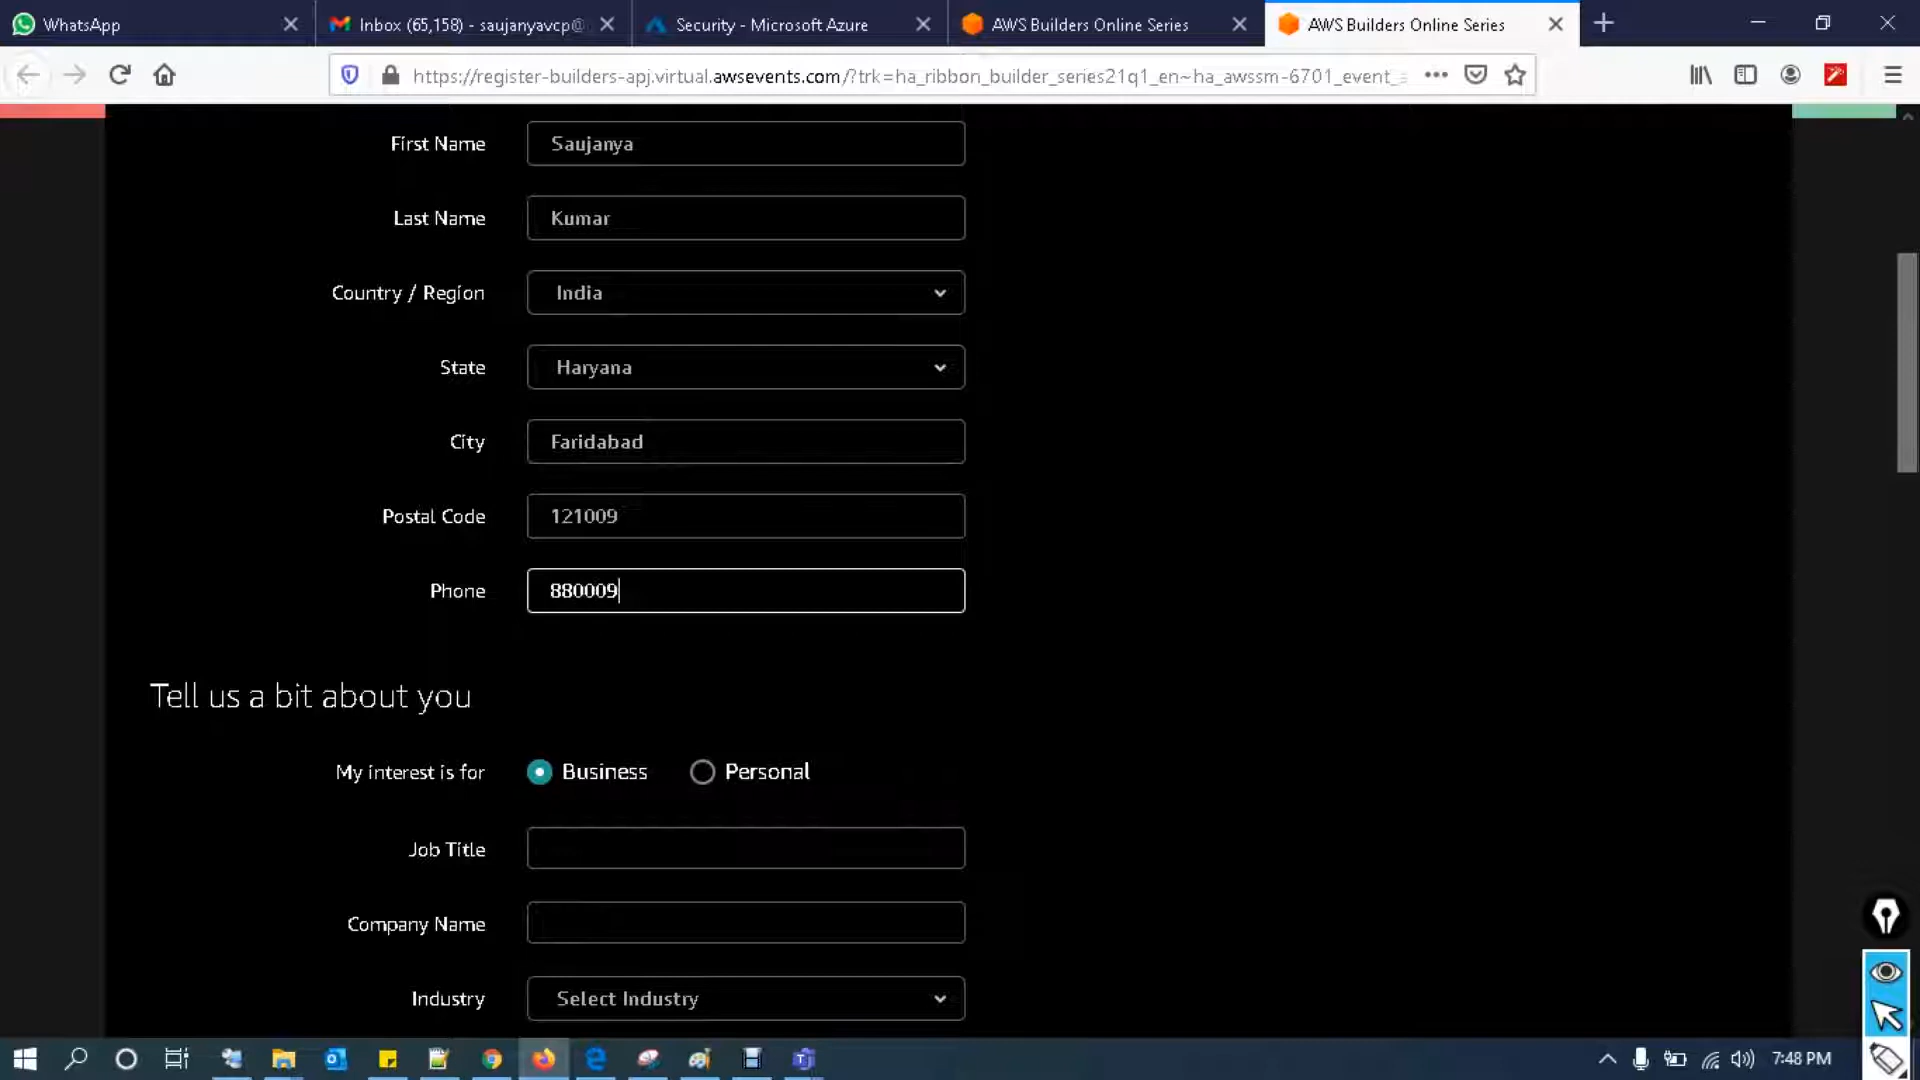 WhatsApp
Inbox (65,158) - saujanyavcp@
Security - Microsoft Azure
AWS Builders Online Series
AWS Builders Online Series
https://register-builders-apj.virtual.awsevents.com/?trk=ha_ribbon_builder_series21q1_en~ha_awssm-6701_event_
First Name
Saujanya
Last Name
Kumar
Country / Region
India
State
Haryana
City
Faridabad
Postal Code
121009
Phone
880009
Tell us a bit about you
My interest is for
Business
Personal
Job Title
Company Name
Industry
Select Industry
7:48 PM